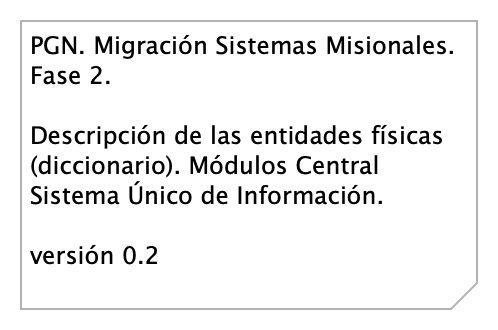 PGN. Migración Sistemas Misionales.
Fase 2.
Descripción de las entidades físicas
(diccionario). Módulos Central
Sistema Único de Información.
versión 0.2